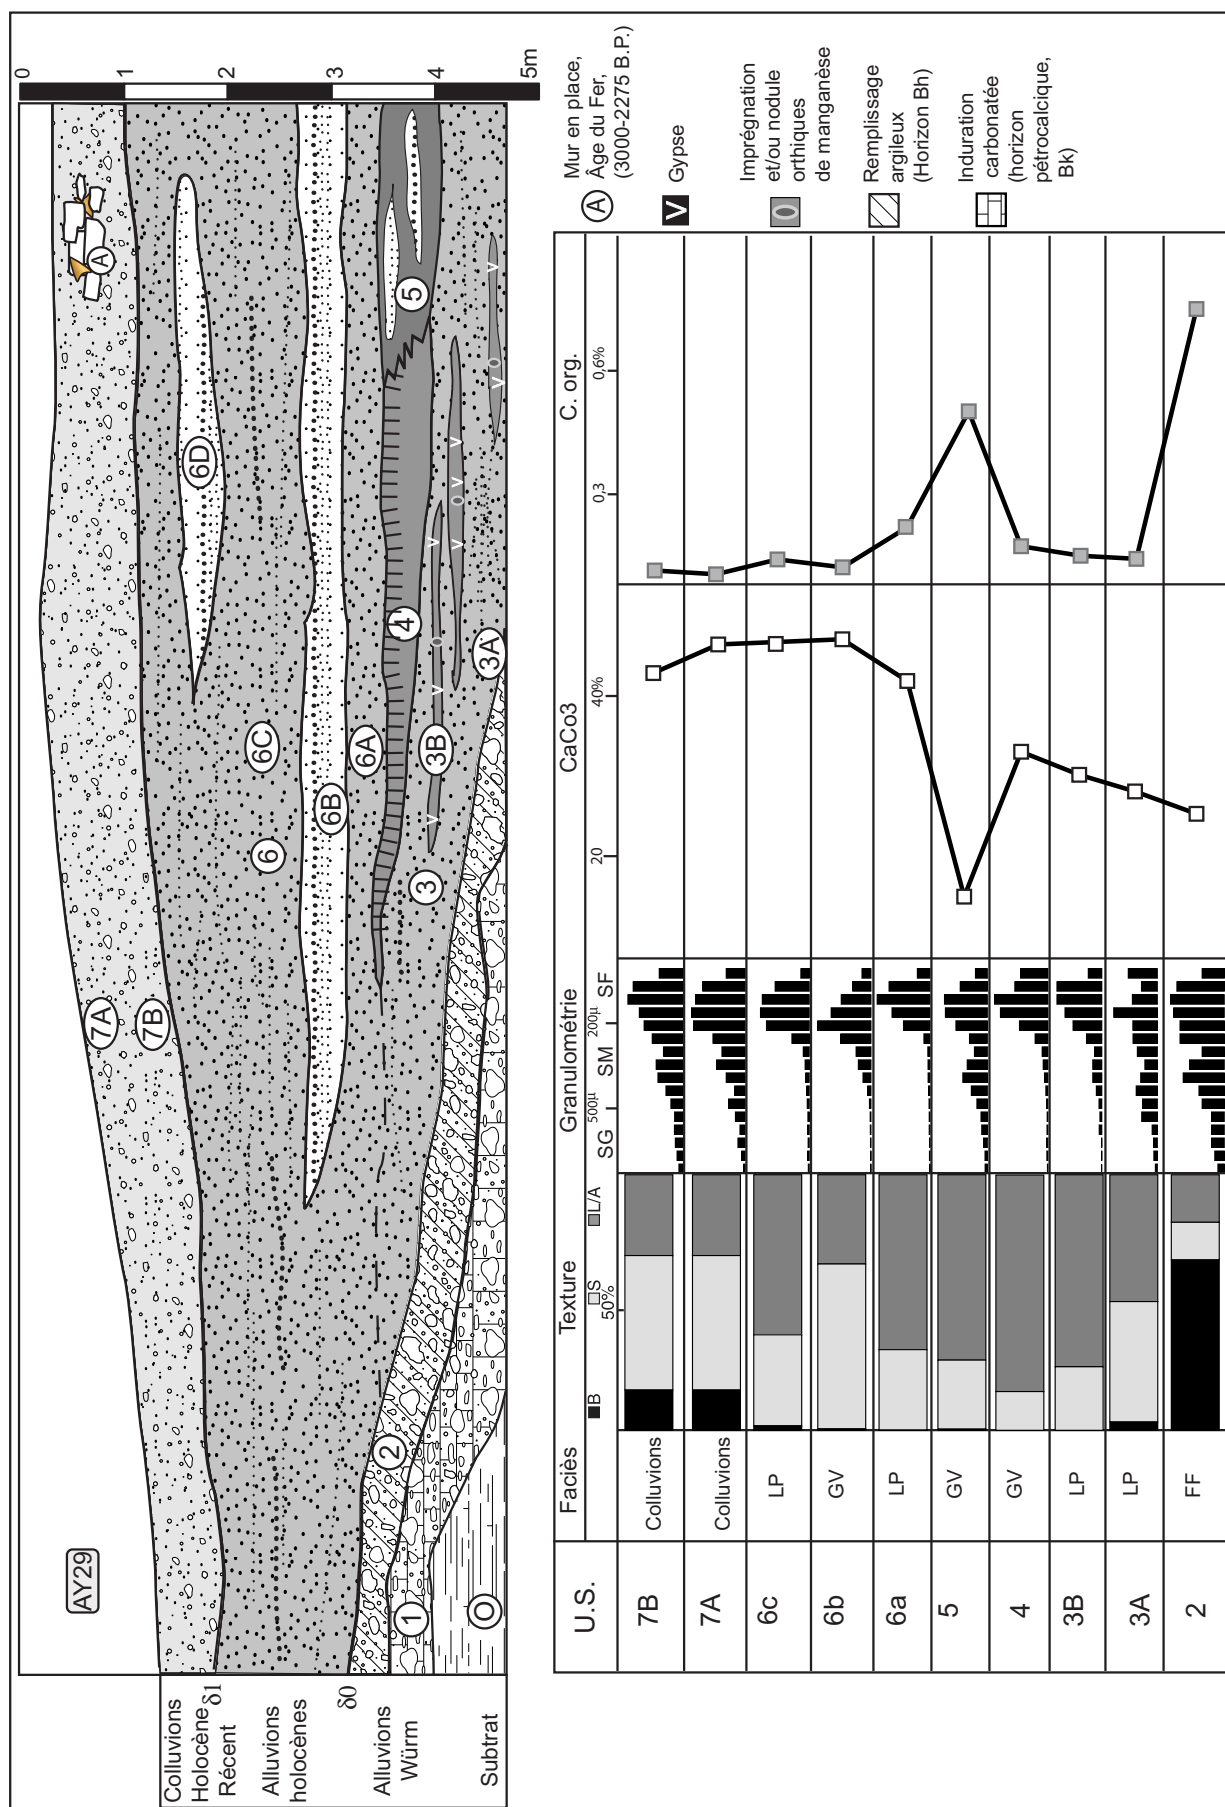 AY29
Colluvions
Holocène
Récent
δ1
Alluvions
holocènes
δ0
Alluvions
Würm
Subtrat
7A
7B
6D
6C
6
6B
6A
4
5
3B
3
3A
2
1
O
A
0
1
2
3
4
5m
U.S.
Faciès
Texture
B
S
L/A
50%
Granulométrie
SG
500µ
SM
200µ
SF
CaCo3
20
40%
C. org.
0,3
0,6%
7B
Colluvions
7A
Colluvions
6c
LP
6b
GV
6a
LP
5
GV
4
GV
3B
LP
3A
LP
2
FF
A
Mur en place,
Âge du Fer,
(3000-2275 B.P.)
V
Gypse
0
Imprégnation
et/ou nodule
orthiques
de manganèse
Remplissage
argileux
(Horizon Bh)
Induration
carbonatée
(horizon
pétrocalcique,
Bk)